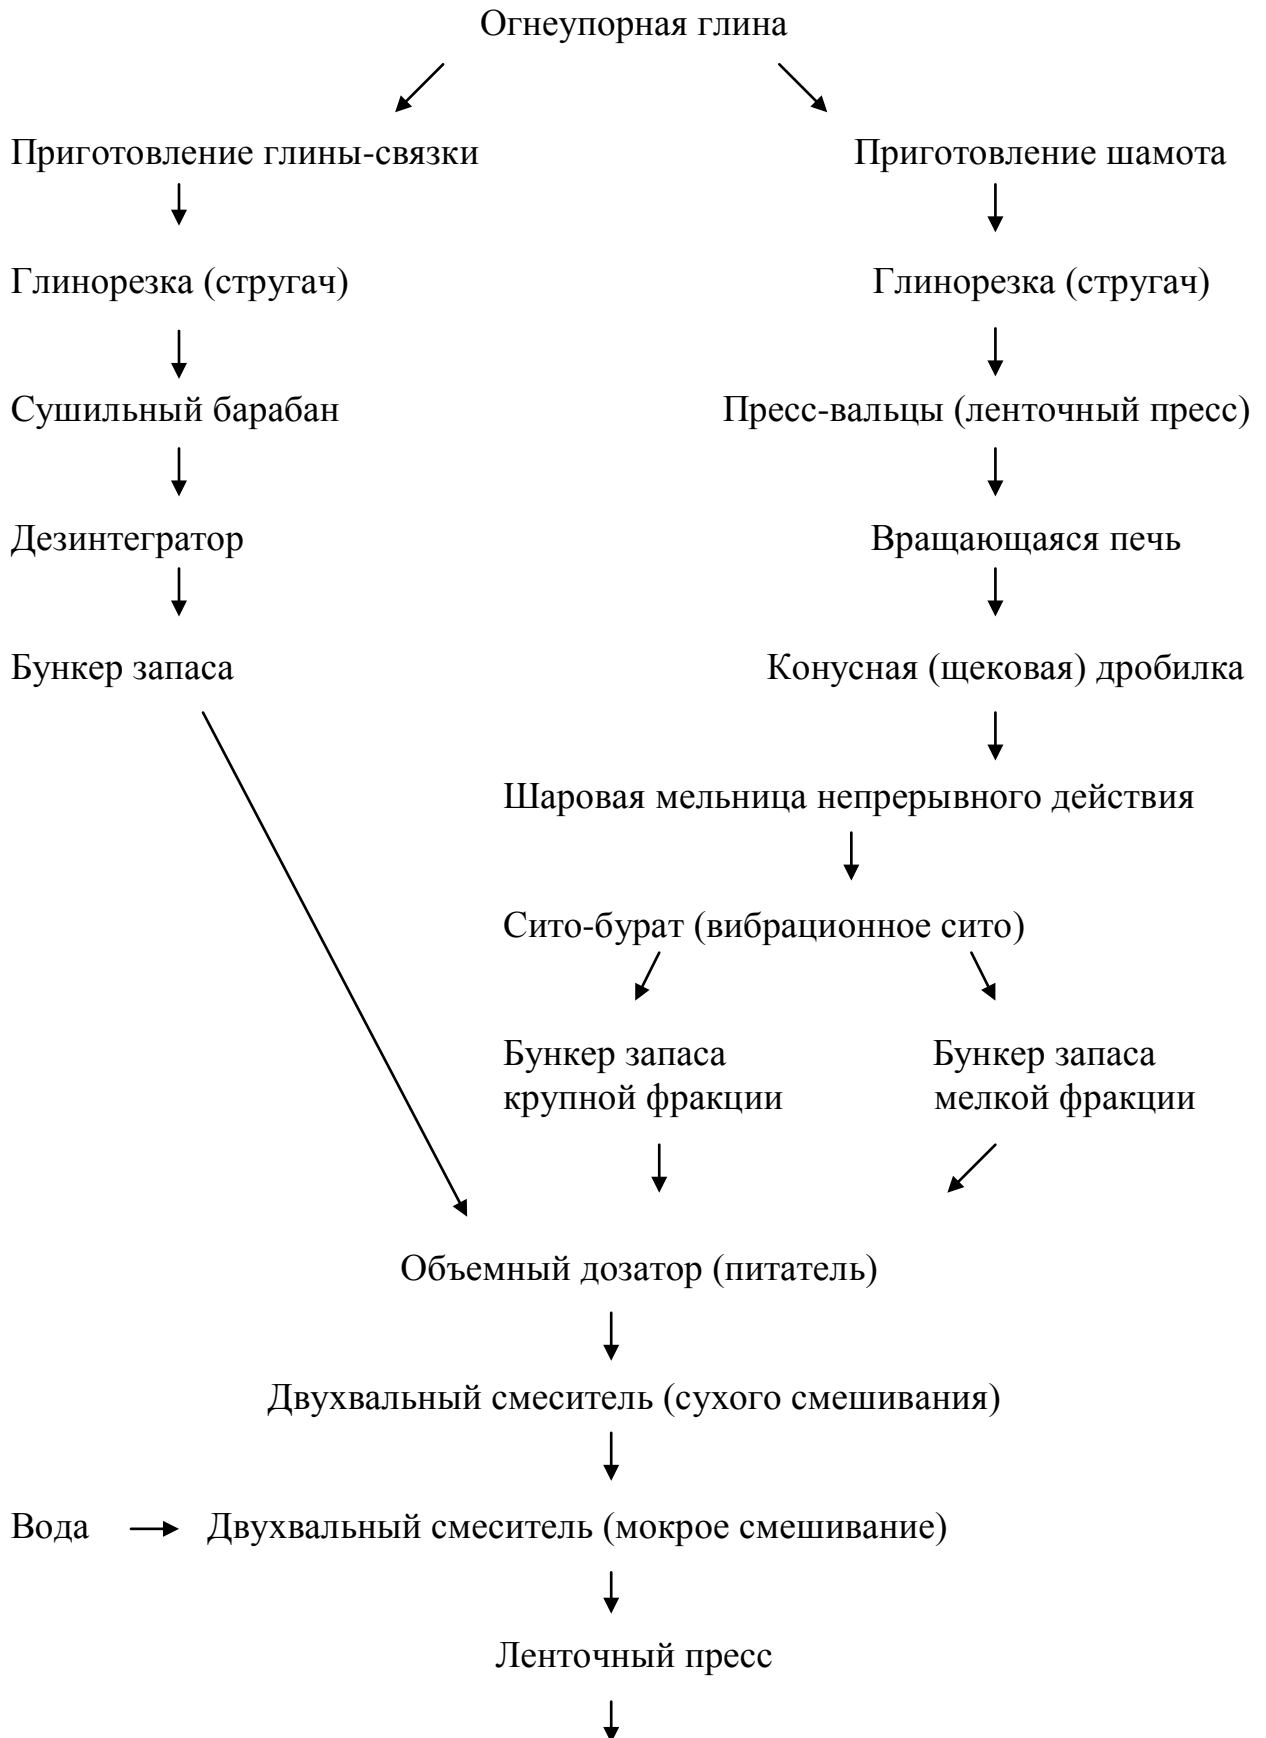 Огнеупорная глина
Приготовление глины-связки
Приготовление шамота
Глинорезка (стругач)
Глинорезка (стругач)
Сушильный барабан
Пресс-вальцы (ленточный пресс)
Дезинтегратор
Вращающаяся печь
Бункер запаса
Конусная (щековая) дробилка
Шаровая мельница непрерывного действия
Сито-бурат (вибрационное сито)
Бункер запаса
крупной фракции
Бункер запаса
мелкой фракции
Объемный дозатор (питатель)
Двухвальный смеситель (сухого смешивания)
Вода
Двухвальный смеситель (мокрое смешивание)
Ленточный пресс